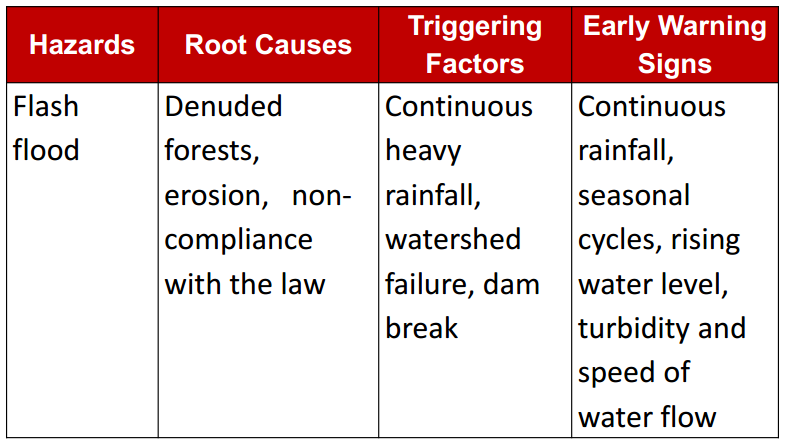 Hazards
Root Causes
Triggering
Factors
Early Warning
Signs
Flash
flood
Denuded
forests,
erosion, non-
compliance
with the law
Continuous
heavy
rainfall,
watershed
failure, dam
break
Continuous
rainfall,
seasonal
cycles, rising
water level,
turbidity and
speed of
water flow